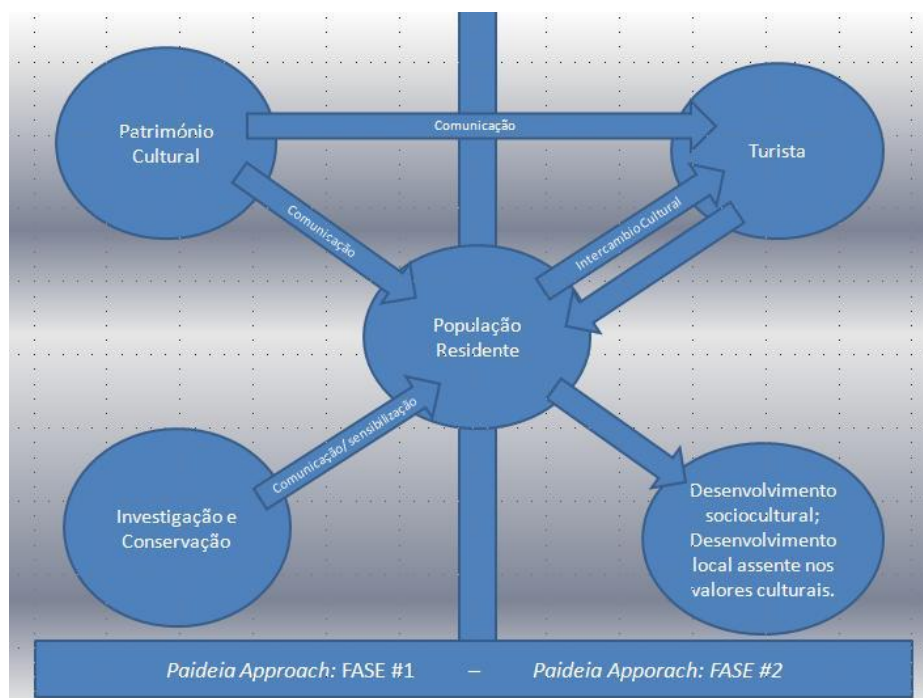 Património
Cultural
Comunicação
Turista
Comunicação
Intercambio Cultural
População
Residente
Comunicação/ sensibilização
Investigação e
Conservação
Desenvolvimento
sociocultural;
Desenvolvimento
local assente nos
valores culturais.
Paideia Approach: FASE #1 – Paideia Apporach: FASE #2